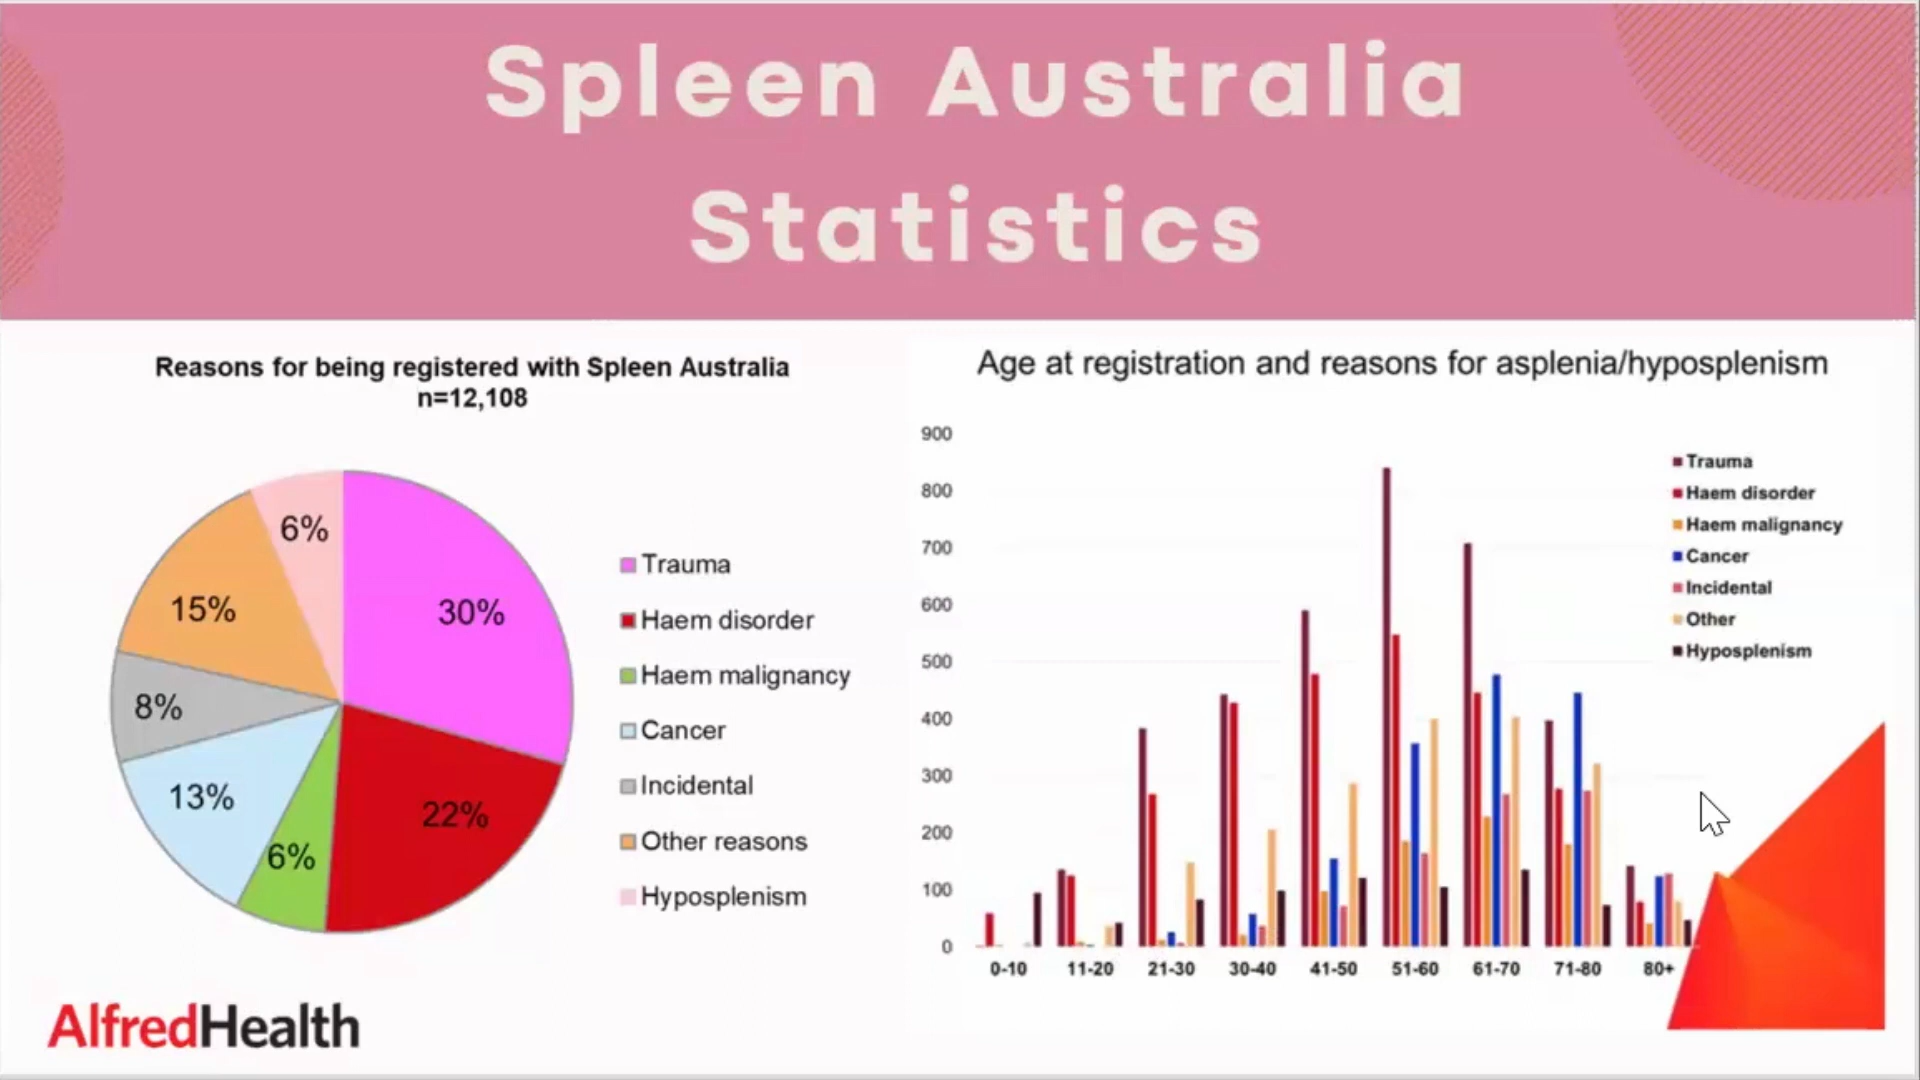 Spleen Australia
Statistics
Reasons for being registered with Spleen Australia
n=12,108
6%
30%
15%
8%
13%
6%
22%
Trauma
Haem disorder
Haem malignancy
Cancer
Incidental
Other reasons
Hyposplenism
Age at registration and reasons for asplenia/hyposplenism
900
800
700
600
500
400
300
200
100
0
0-10 11-20 21-30 30-40 41-50 51-60 61-70 71-80 80+
Trauma
Haem disorder
Haem malignancy
Cancer
Incidental
Other
Hyposplenism
AlfredHealth